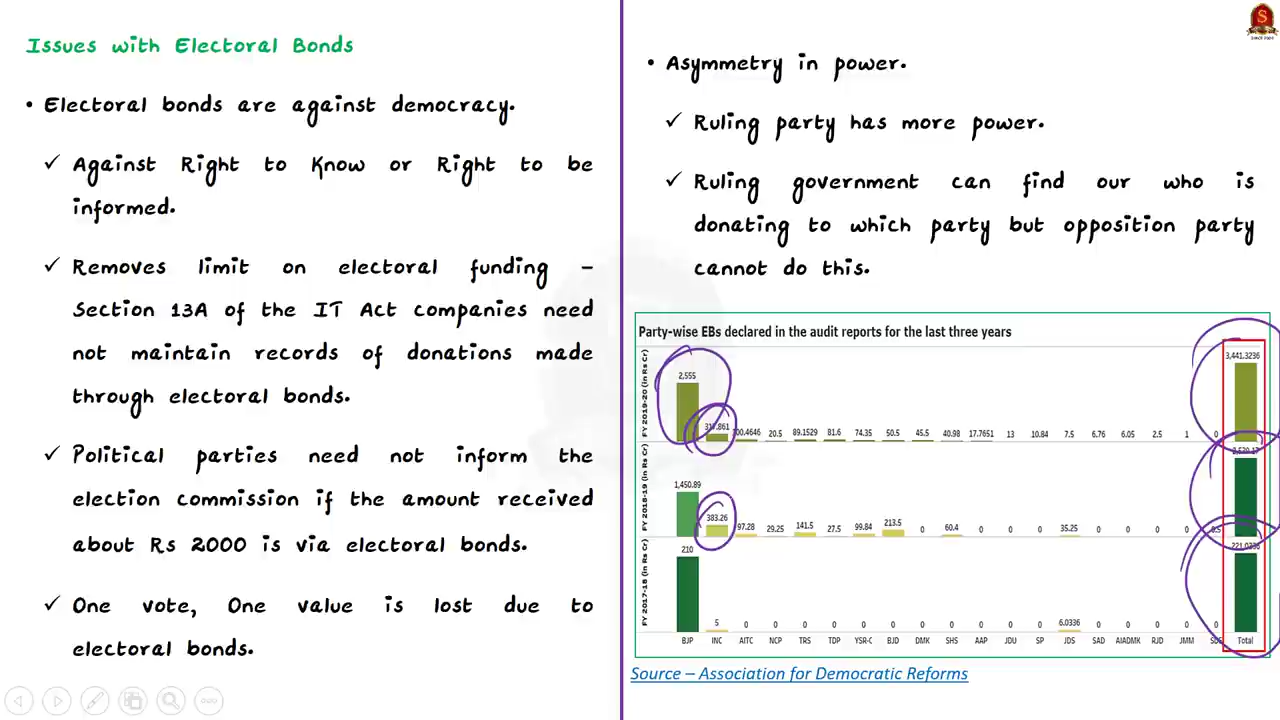 Issues with Electoral Bonds
• Electoral bonds are against democracy.
✓ Against Right to Know or Right to be
informed.
✓ Removes limit on electoral funding –
Section 13A of the IT Act companies need
not maintain records of donations made
through electoral bonds.
✓ Political parties need not inform the
election commission if the amount received
about Rs 2000 is via electoral bonds.
✓ One vote, One value is lost due to
electoral bonds.
• Asymmetry in power.
✓ Ruling party has more power.
✓ Ruling government can find our who is
donating to which party but opposition party
cannot do this.
Party-wise EBs declared in the audit reports for the last three years
FY 2019-20 (in Rs Cr)
2,555 20.5 89.1529 81.6 74.35 50.5 45.5 40.98 17.7651 13 10.84 7.5 6.76 6.05 2.5 1 0 3,441.3236
FY 2018-19 (in Rs Cr)
1,450.89 383.26 97.28 29.25 141.5 27.5 99.84 213.5 0 60.4 0 0 0 35.25 0 0 0 0
FY 2017-18 (in Rs Cr)
210 5 0 0 0 0 0 0 0 0 0 0 0 6.0336 0 0 0 0 0
BJP INC AITC NCP TRS TDP YSR-C BJD DMK SHS AAP JDU SP JDS SAD AIADMK RJD JMM Total
Source – Association for Democratic Reforms